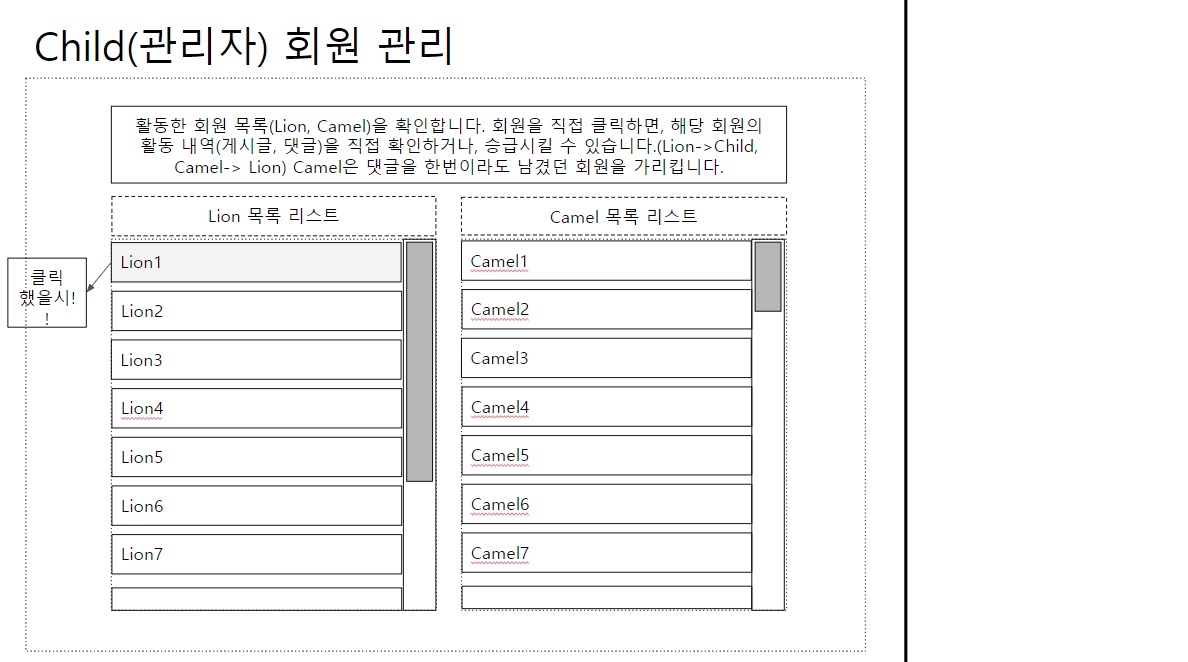 Child(관리자) 회원 관리
활동한 회원 목록(Lion, Camel)을 확인합니다. 회원을 직접 클릭하면, 해당 회원의
활동 내역(게시글, 댓글)을 직접 확인하거나, 승급시킬 수 있습니다.(Lion->Child,
Camel-> Lion) Camel은 댓글을 한번이라도 남겼던 회원을 가리킵니다.
Lion 목록 리스트
클릭
했을시!
!
Lion1
Lion2
Lion3
Lion4
Lion5
Lion6
Lion7
Camel 목록 리스트
Camel1
Camel2
Camel3
Camel4
Camel5
Camel6
Camel7